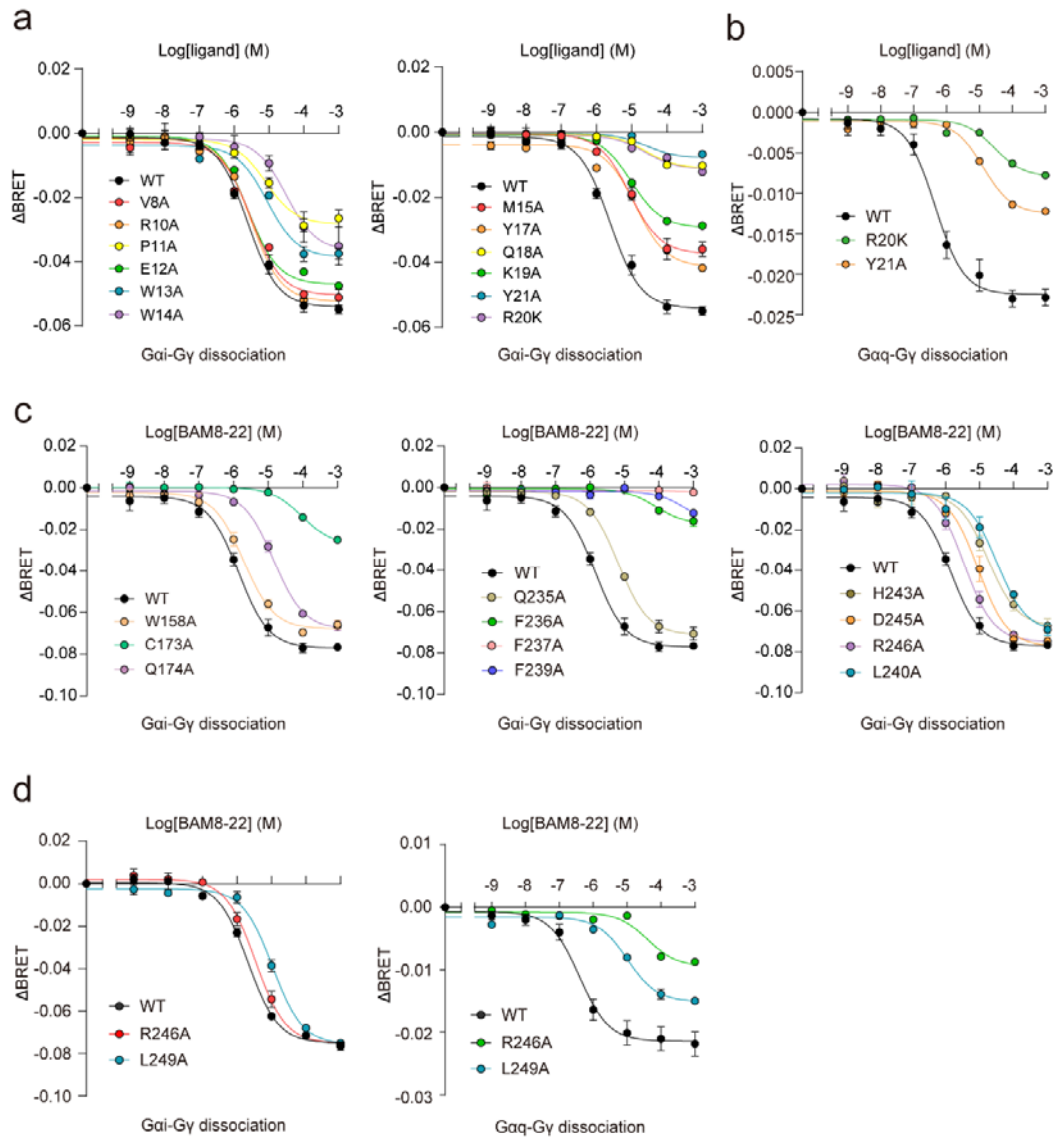 a
Log[ligand] (M)
0.02
0.00
-0.02
-0.04
-0.06
-9 -8 -7 -6 -5 -4 -3
ΔBRET
WT
V8A
R10A
P11A
E12A
W13A
W14A
Gαi-Gγ dissociation
Log[ligand] (M)
0.02
0.00
-0.02
-0.04
-0.06
-9 -8 -7 -6 -5 -4 -3
ΔBRET
WT
M15A
Y17A
Q18A
K19A
Y21A
R20K
Gαi-Gγ dissociation
b
Log[ligand] (M)
0.005
0.000
-0.005
-0.010
-0.015
-0.020
-0.025
-9 -8 -7 -6 -5 -4 -3
ΔBRET
WT
R20K
Y21A
Gαq-Gγ dissociation
c
Log[BAM8-22] (M)
0.02
0.00
-0.02
-0.04
-0.06
-0.08
-0.10
-9 -8 -7 -6 -5 -4 -3
ΔBRET
WT
W158A
C173A
Q174A
Gαi-Gγ dissociation
Log[BAM8-22] (M)
0.02
0.00
-0.02
-0.04
-0.06
-0.08
-0.10
-9 -8 -7 -6 -5 -4 -3
ΔBRET
WT
Q235A
F236A
F237A
F239A
Gαi-Gγ dissociation
Log[BAM8-22] (M)
0.02
0.00
-0.02
-0.04
-0.06
-0.08
-0.10
-9 -8 -7 -6 -5 -4 -3
ΔBRET
WT
H243A
D245A
R246A
L240A
Gαi-Gγ dissociation
d
Log[BAM8-22] (M)
0.02
0.00
-0.02
-0.04
-0.06
-0.08
-0.10
-9 -8 -7 -6 -5 -4 -3
ΔBRET
WT
R246A
L249A
Gαi-Gγ dissociation
Log[BAM8-22] (M)
0.01
0.00
-0.01
-0.02
-0.03
-9 -8 -7 -6 -5 -4 -3
ΔBRET
WT
R246A
L249A
Gαq-Gγ dissociation